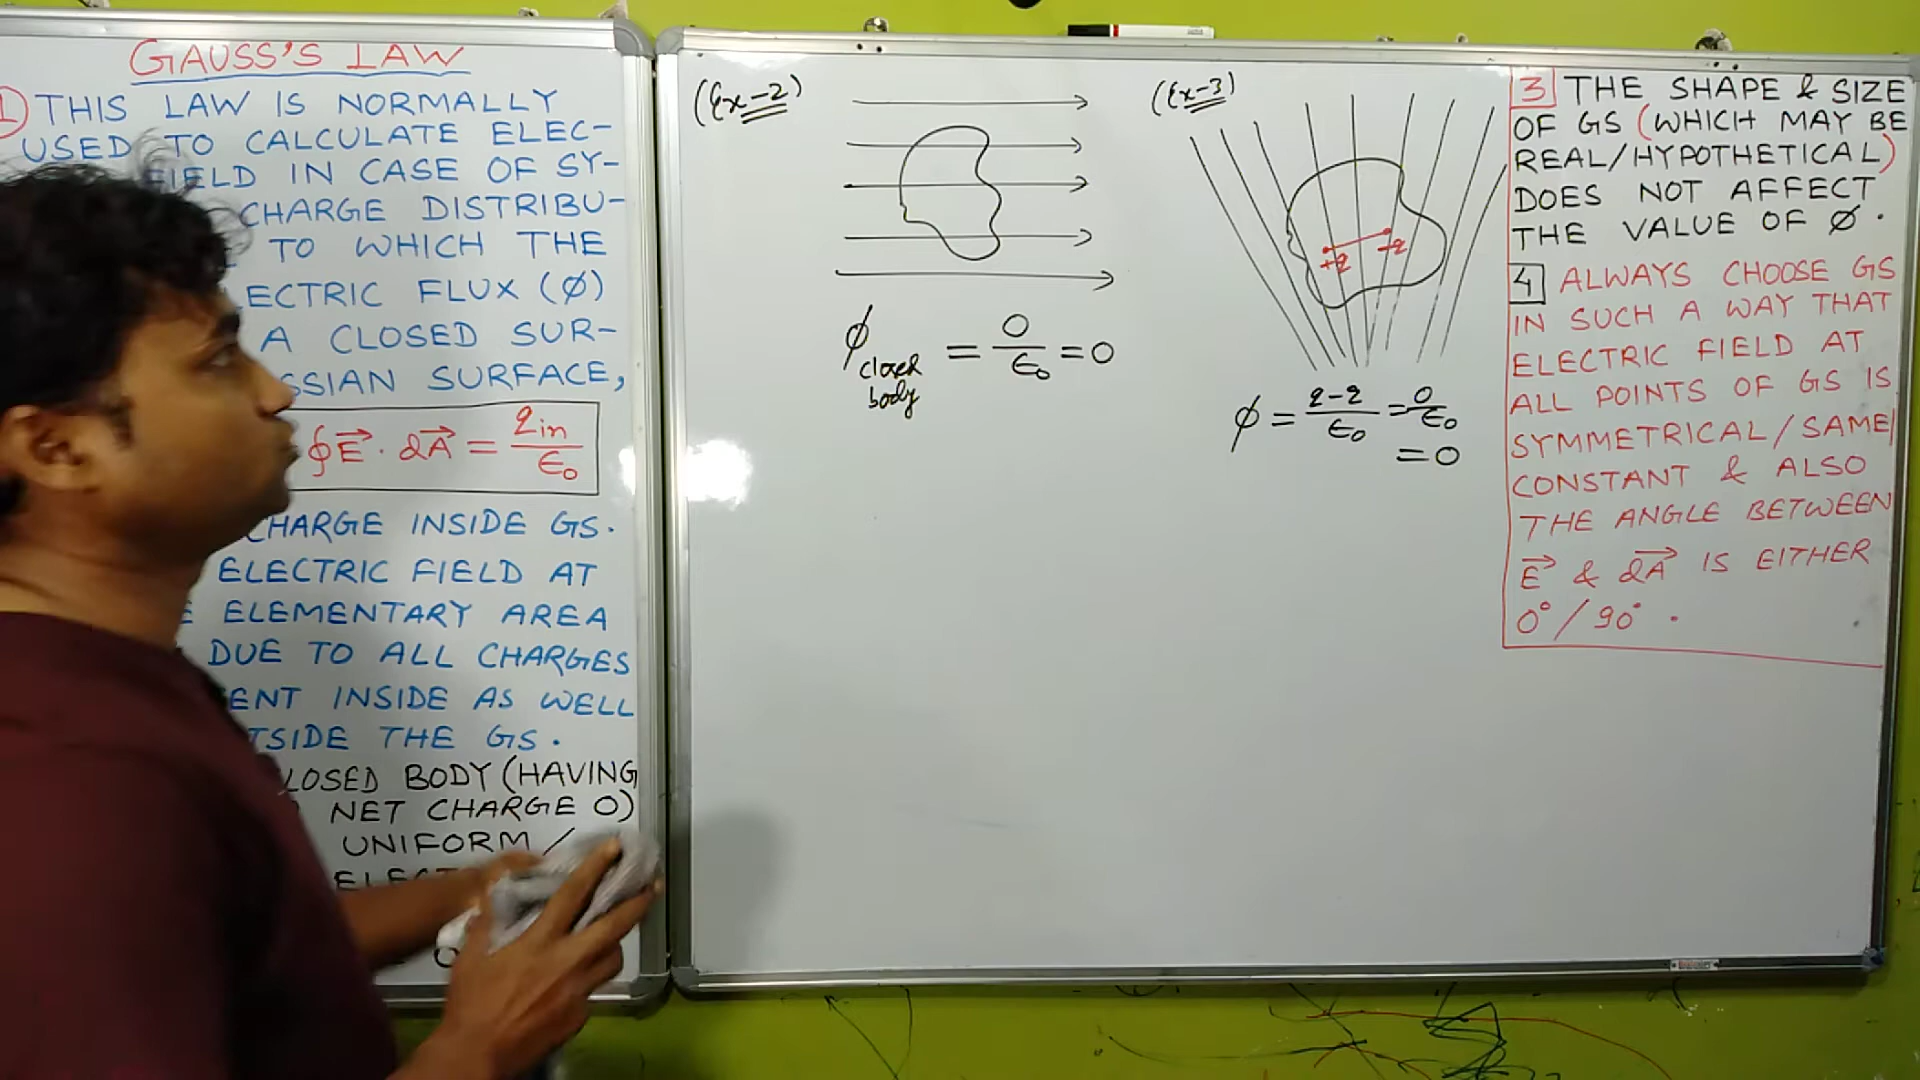 GAUSS'S LAW
1 THIS LAW IS NORMALLY
USED TO CALCULATE ELEC-
FIELD IN CASE OF SY-
CHARGE DISTRIBU-
TO WHICH THE
ECTRIC FLUX (Ø)
A CLOSED SUR-
SSIAN SURFACE,
∮E⃗. dA⃗ = qin/ϵ0
CHARGE INSIDE GS.
ELECTRIC FIELD AT
E ELEMENTARY AREA
DUE TO ALL CHARGES
ENT INSIDE AS WELL
TSIDE THE GS.
LOSED BODY (HAVING
NET CHARGE 0)
UNIFORM /
ELECT
(Ex-2)
ϕ closed body = 0/ϵ0 = 0
(Ex-3)
+q -q
ϕ = q-q/ϵ0 = 0/ϵ0
= 0
3 THE SHAPE & SIZE
OF GS (WHICH MAY BE
REAL/HYPOTHETICAL)
DOES NOT AFFECT
THE VALUE OF Ø.
4 ALWAYS CHOOSE GS
IN SUCH A WAY THAT
ELECTRIC FIELD AT
ALL POINTS OF GS IS
SYMMETRICAL/SAME/
CONSTANT & ALSO
THE ANGLE BETWEEN
E⃗ & dA⃗ IS EITHER
0°/90°.